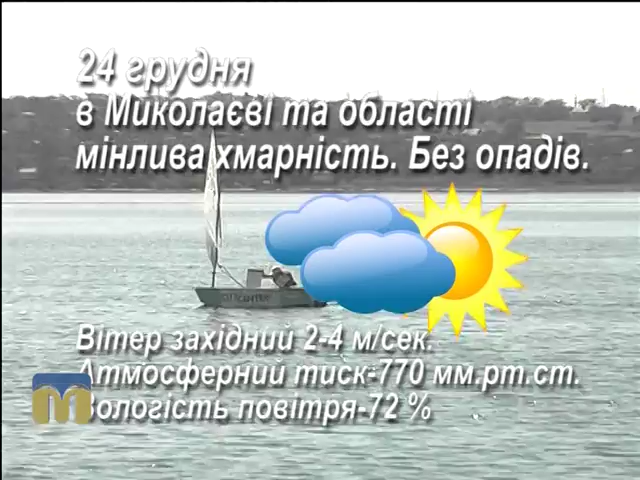 24 грудня
в Миколаєві та області
мінлива хмарність. Без опадів.
Вітер західний 2-4 м/сек.
Атмосферний тиск-770 мм.рт.ст.
Вологість повітря-72 %
m